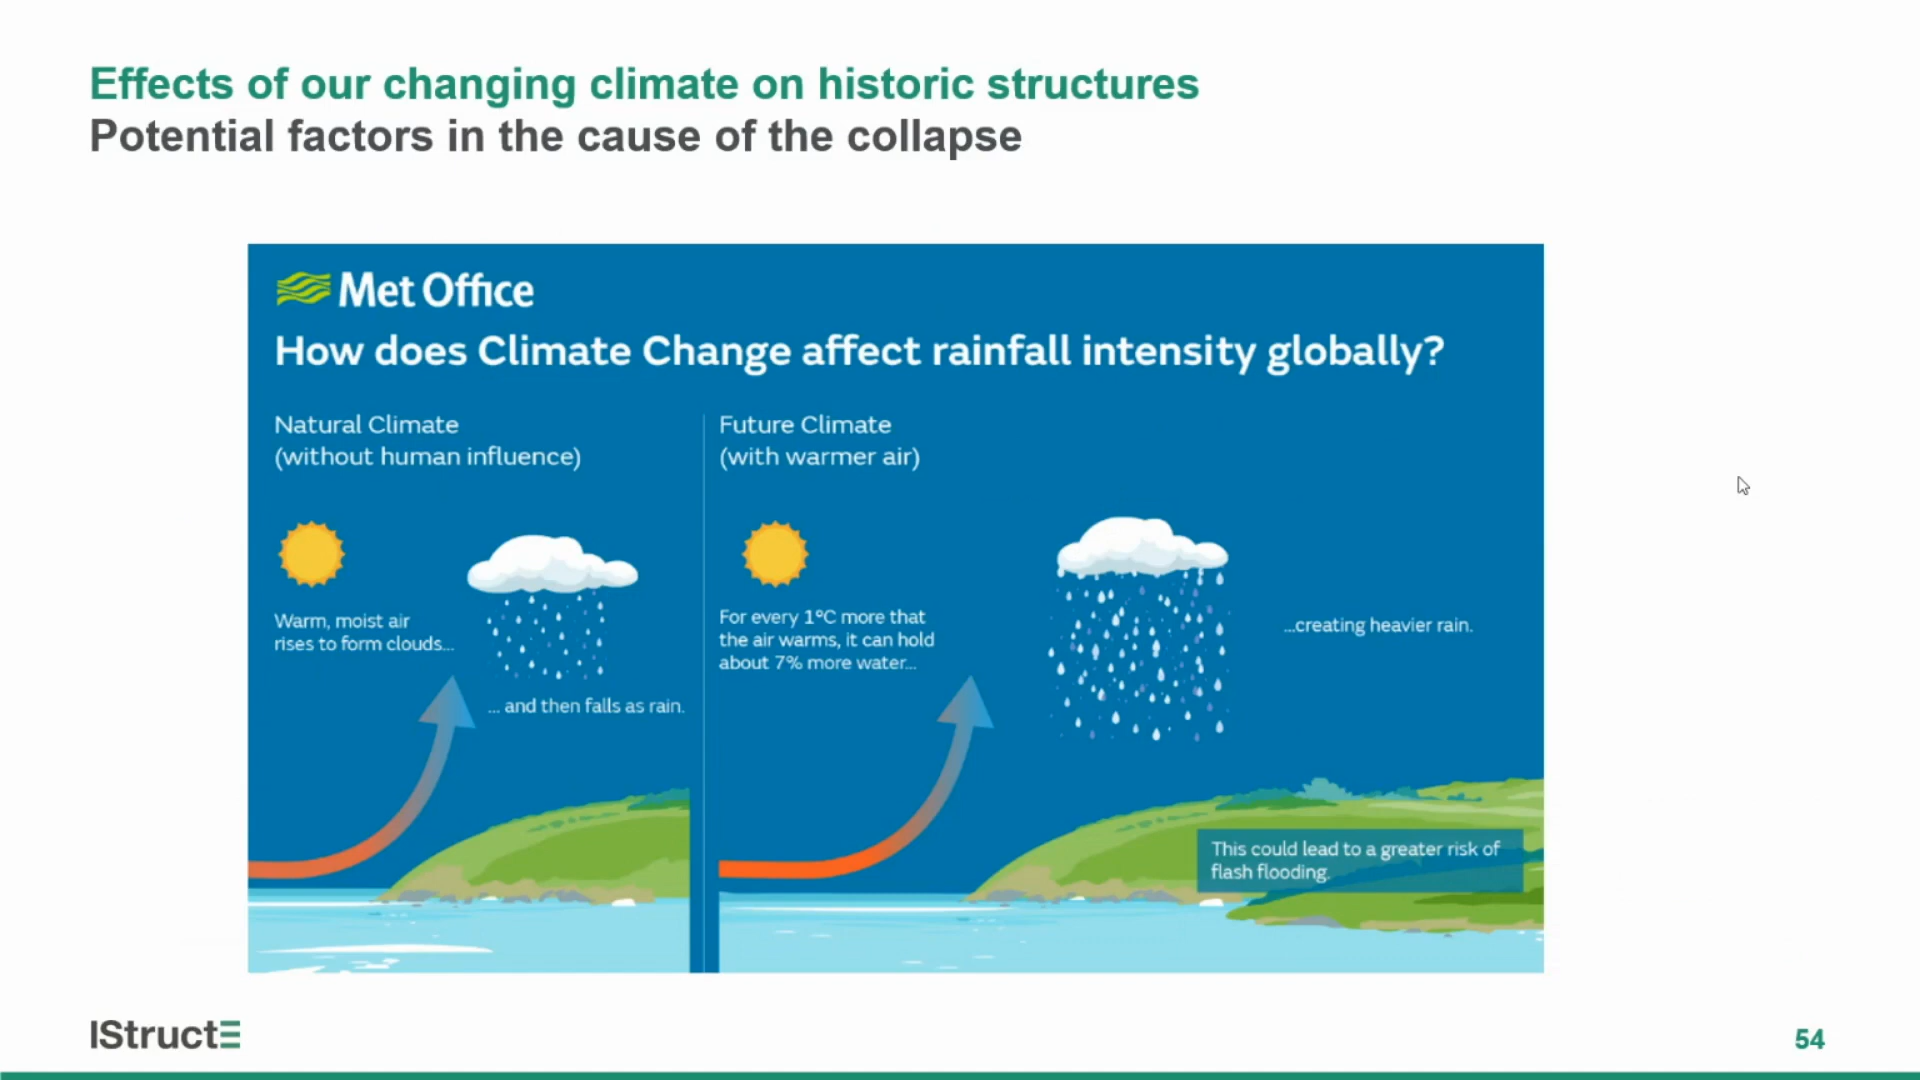 Effects of our changing climate on historic structures
Potential factors in the cause of the collapse
Met Office
How does Climate Change affect rainfall intensity globally?
Natural Climate
(without human influence)
Warm, moist air
rises to form clouds...
... and then falls as rain.
Future Climate
(with warmer air)
For every 1°C more that
the air warms, it can hold
about 7% more water...
...creating heavier rain.
This could lead to a greater risk of
flash flooding.
IStructE
54